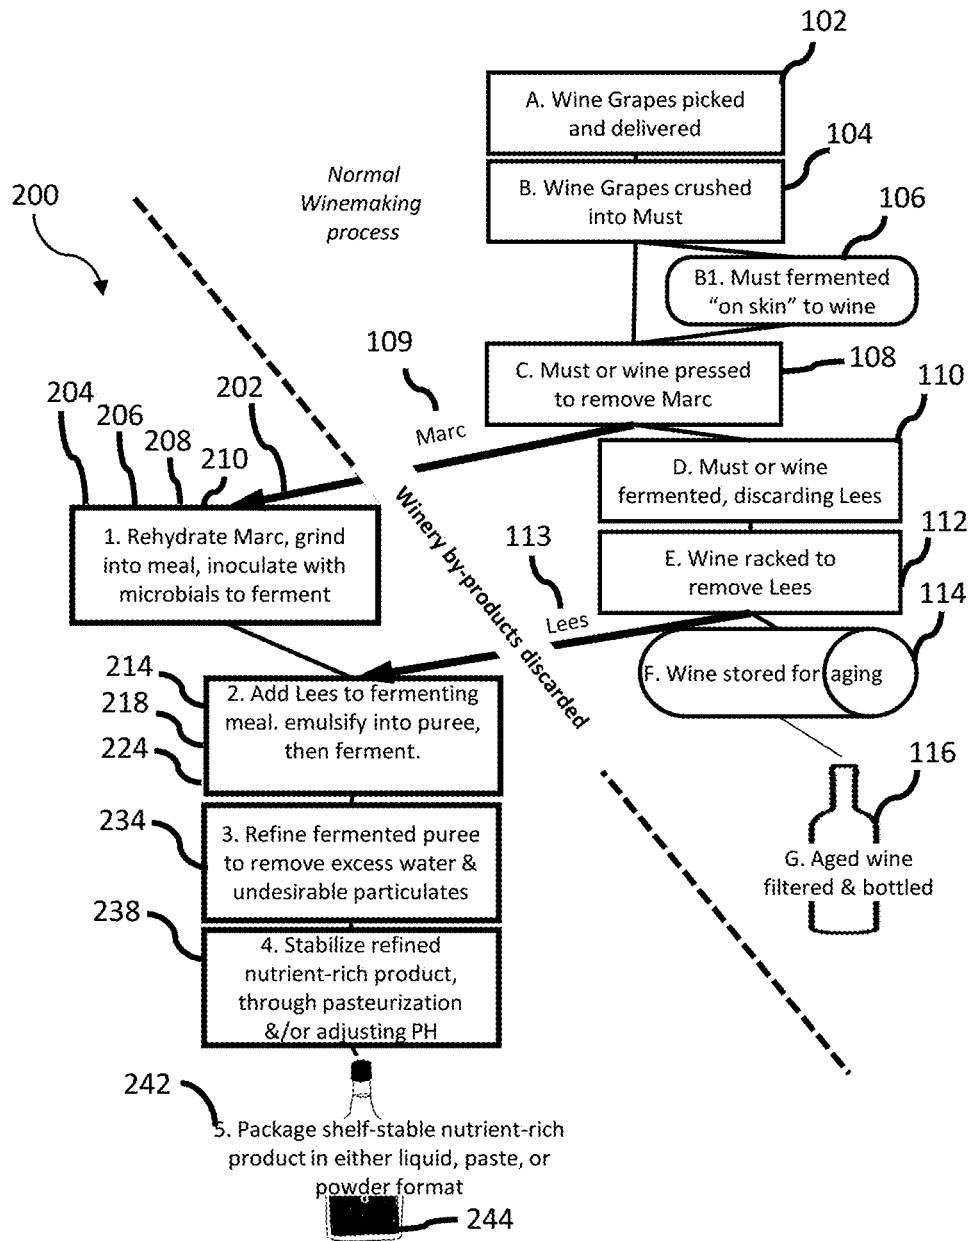 102
A. Wine Grapes picked
and delivered
104
B. Wine Grapes crushed
into Must
Normal
Winemaking
process
200
106
B1. Must fermented
"on skin" to wine
109
108
C. Must or wine pressed
to remove Marc
110
Marc
204
206
208
210
202
D. Must or wine
fermented, discarding Lees
1. Rehydrate Marc, grind
into meal, inoculate with
microbials to ferment
Winery by-products discarded
113
112
E. Wine racked to
remove Lees
Lees
114
F. Wine stored for aging
214
218
224
2. Add Lees to fermenting
meal. emulsify into puree,
then ferment.
116
G. Aged wine
filtered & bottled
234
3. Refine fermented puree
to remove excess water &
undesirable particulates
238
4. Stabilize refined
nutrient-rich product,
through pasteurization
&/or adjusting PH
242
5. Package shelf-stable nutrient-rich
product in either liquid, paste, or
powder format
244